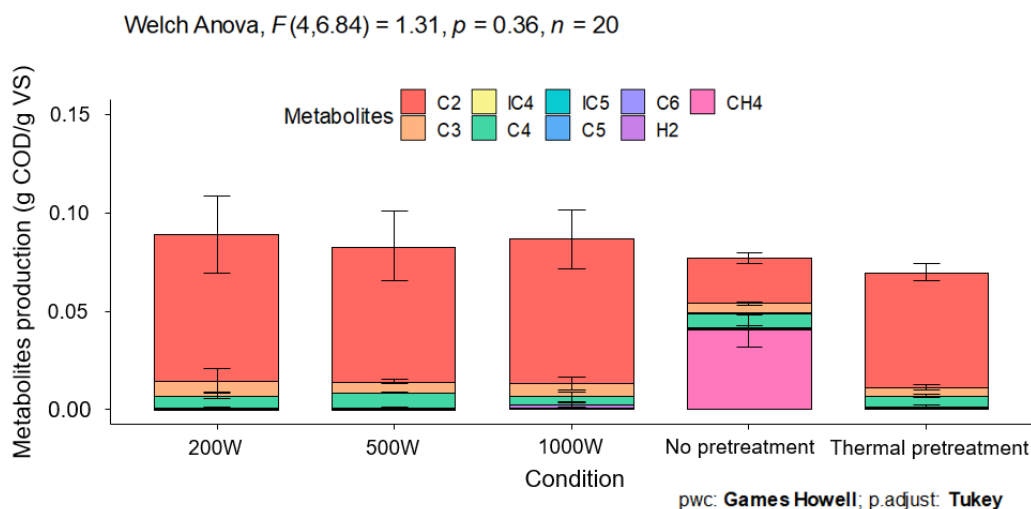 Welch Anova, F(4,6.84) = 1.31, p = 0.36, n = 20
Metabolites production (g COD/g VS)
0.15
0.10
0.05
0.00
Metabolites
C2 IC4 IC5 C6 CH4
C3 C4 C5 H2
200W 500W 1000W No pretreatment Thermal pretreatment
Condition
pwc: Games Howell; p.adjust: Tukey